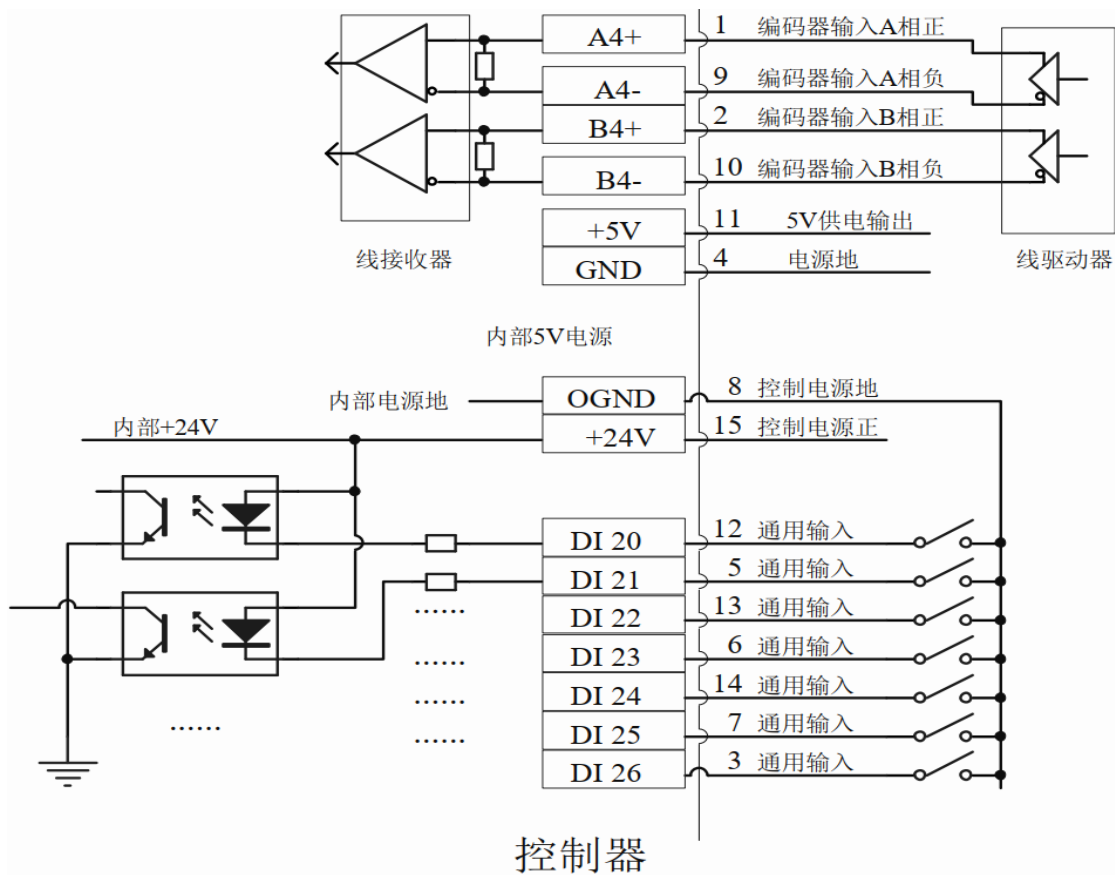 A4+ 1 编码器输入A相正
A4- 9 编码器输入A相负
B4+ 2 编码器输入B相正
B4- 10 编码器输入B相负
+5V 11 5V供电输出
线接收器 线驱动器
GND 4 电源地
内部5V电源
内部电源地 OGND 8 控制电源地
内部+24V +24V 15 控制电源正
DI 20 12 通用输入
DI 21 5 通用输入
…… DI 22 13 通用输入
…… DI 23 6 通用输入
…… DI 24 14 通用输入
…… …… DI 25 7 通用输入
DI 26 3 通用输入
控制器